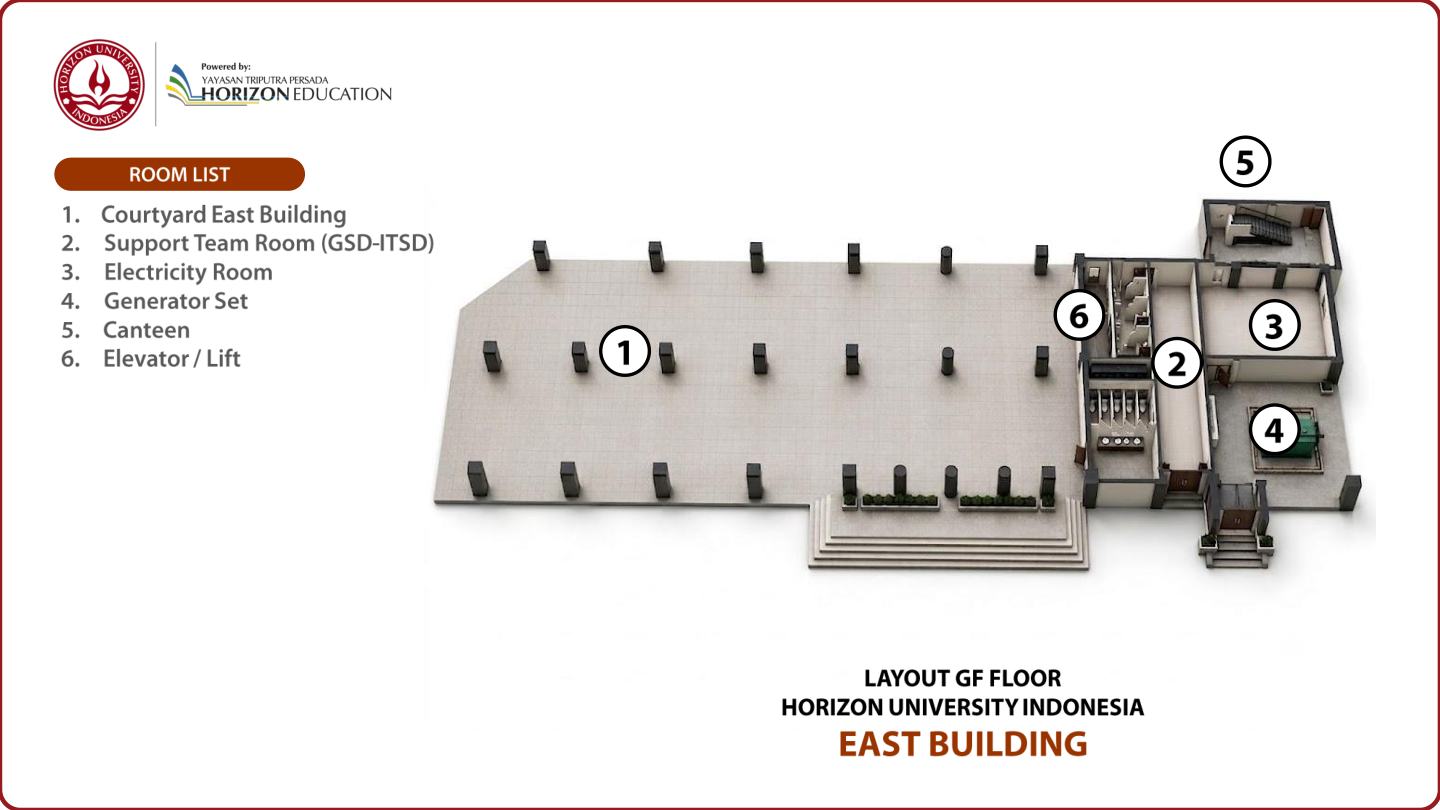 HORIZON UNIVERSITY
INDONESIA
Powered by:
YAYASAN TRIPUTRA PERSADA
HORIZON EDUCATION
ROOM LIST
1. Courtyard East Building
2. Support Team Room (GSD-ITSD)
3. Electricity Room
4. Generator Set
5. Canteen
6. Elevator / Lift
5
6
3
1
2
4
LAYOUT GF FLOOR
HORIZON UNIVERSITY INDONESIA
EAST BUILDING